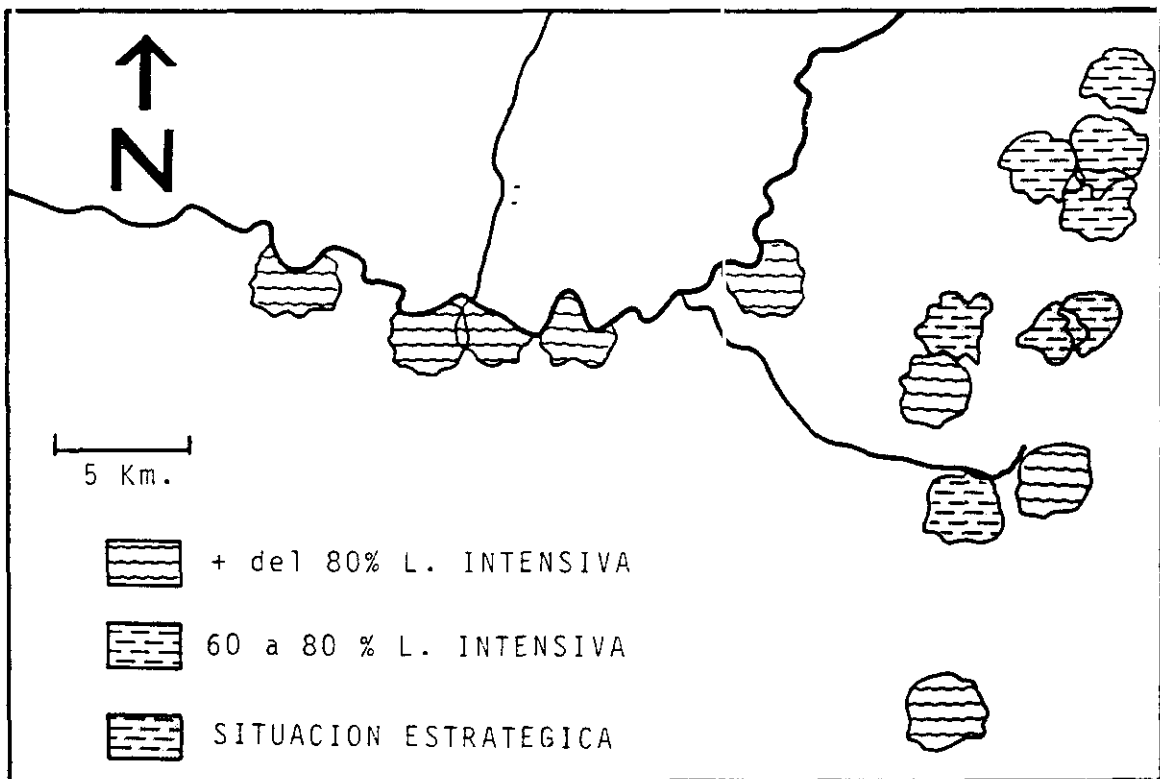 N
5 Km.
+ del 80% L. INTENSIVA
60 a 80 % L. INTENSIVA
SITUACION ESTRATEGICA